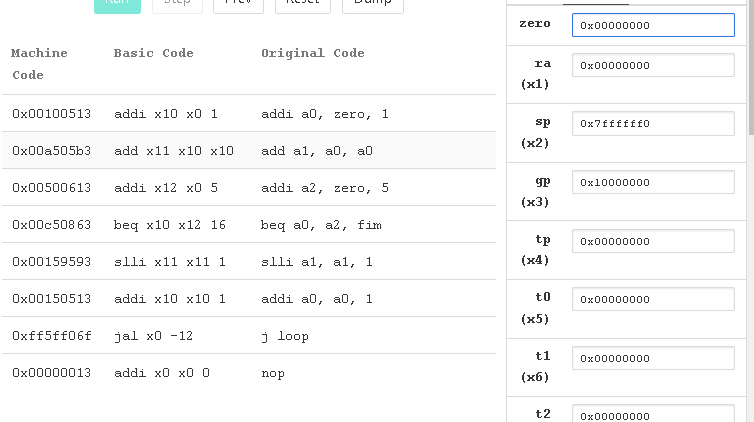 Run Step Prev Reset Dump
Machine Code Basic Code Original Code
0x00100513 addi x10 x0 1 addi a0, zero, 1
0x00a505b3 add x11 x10 x10 add a1, a0, a0
0x00500613 addi x12 x0 5 addi a2, zero, 5
0x00c50863 beq x10 x12 16 beq a0, a2, fim
0x00159593 slli x11 x11 1 slli a1, a1, 1
0x00150513 addi x10 x10 1 addi a0, a0, 1
0xff5ff06f jal x0 -12 j loop
0x00000013 addi x0 x0 0 nop
zero 0x00000000
ra (x1) 0x00000000
sp (x2) 0x7ffffff0
gp (x3) 0x10000000
tp (x4) 0x00000000
t0 (x5) 0x00000000
t1 (x6) 0x00000000
t2 0x00000000